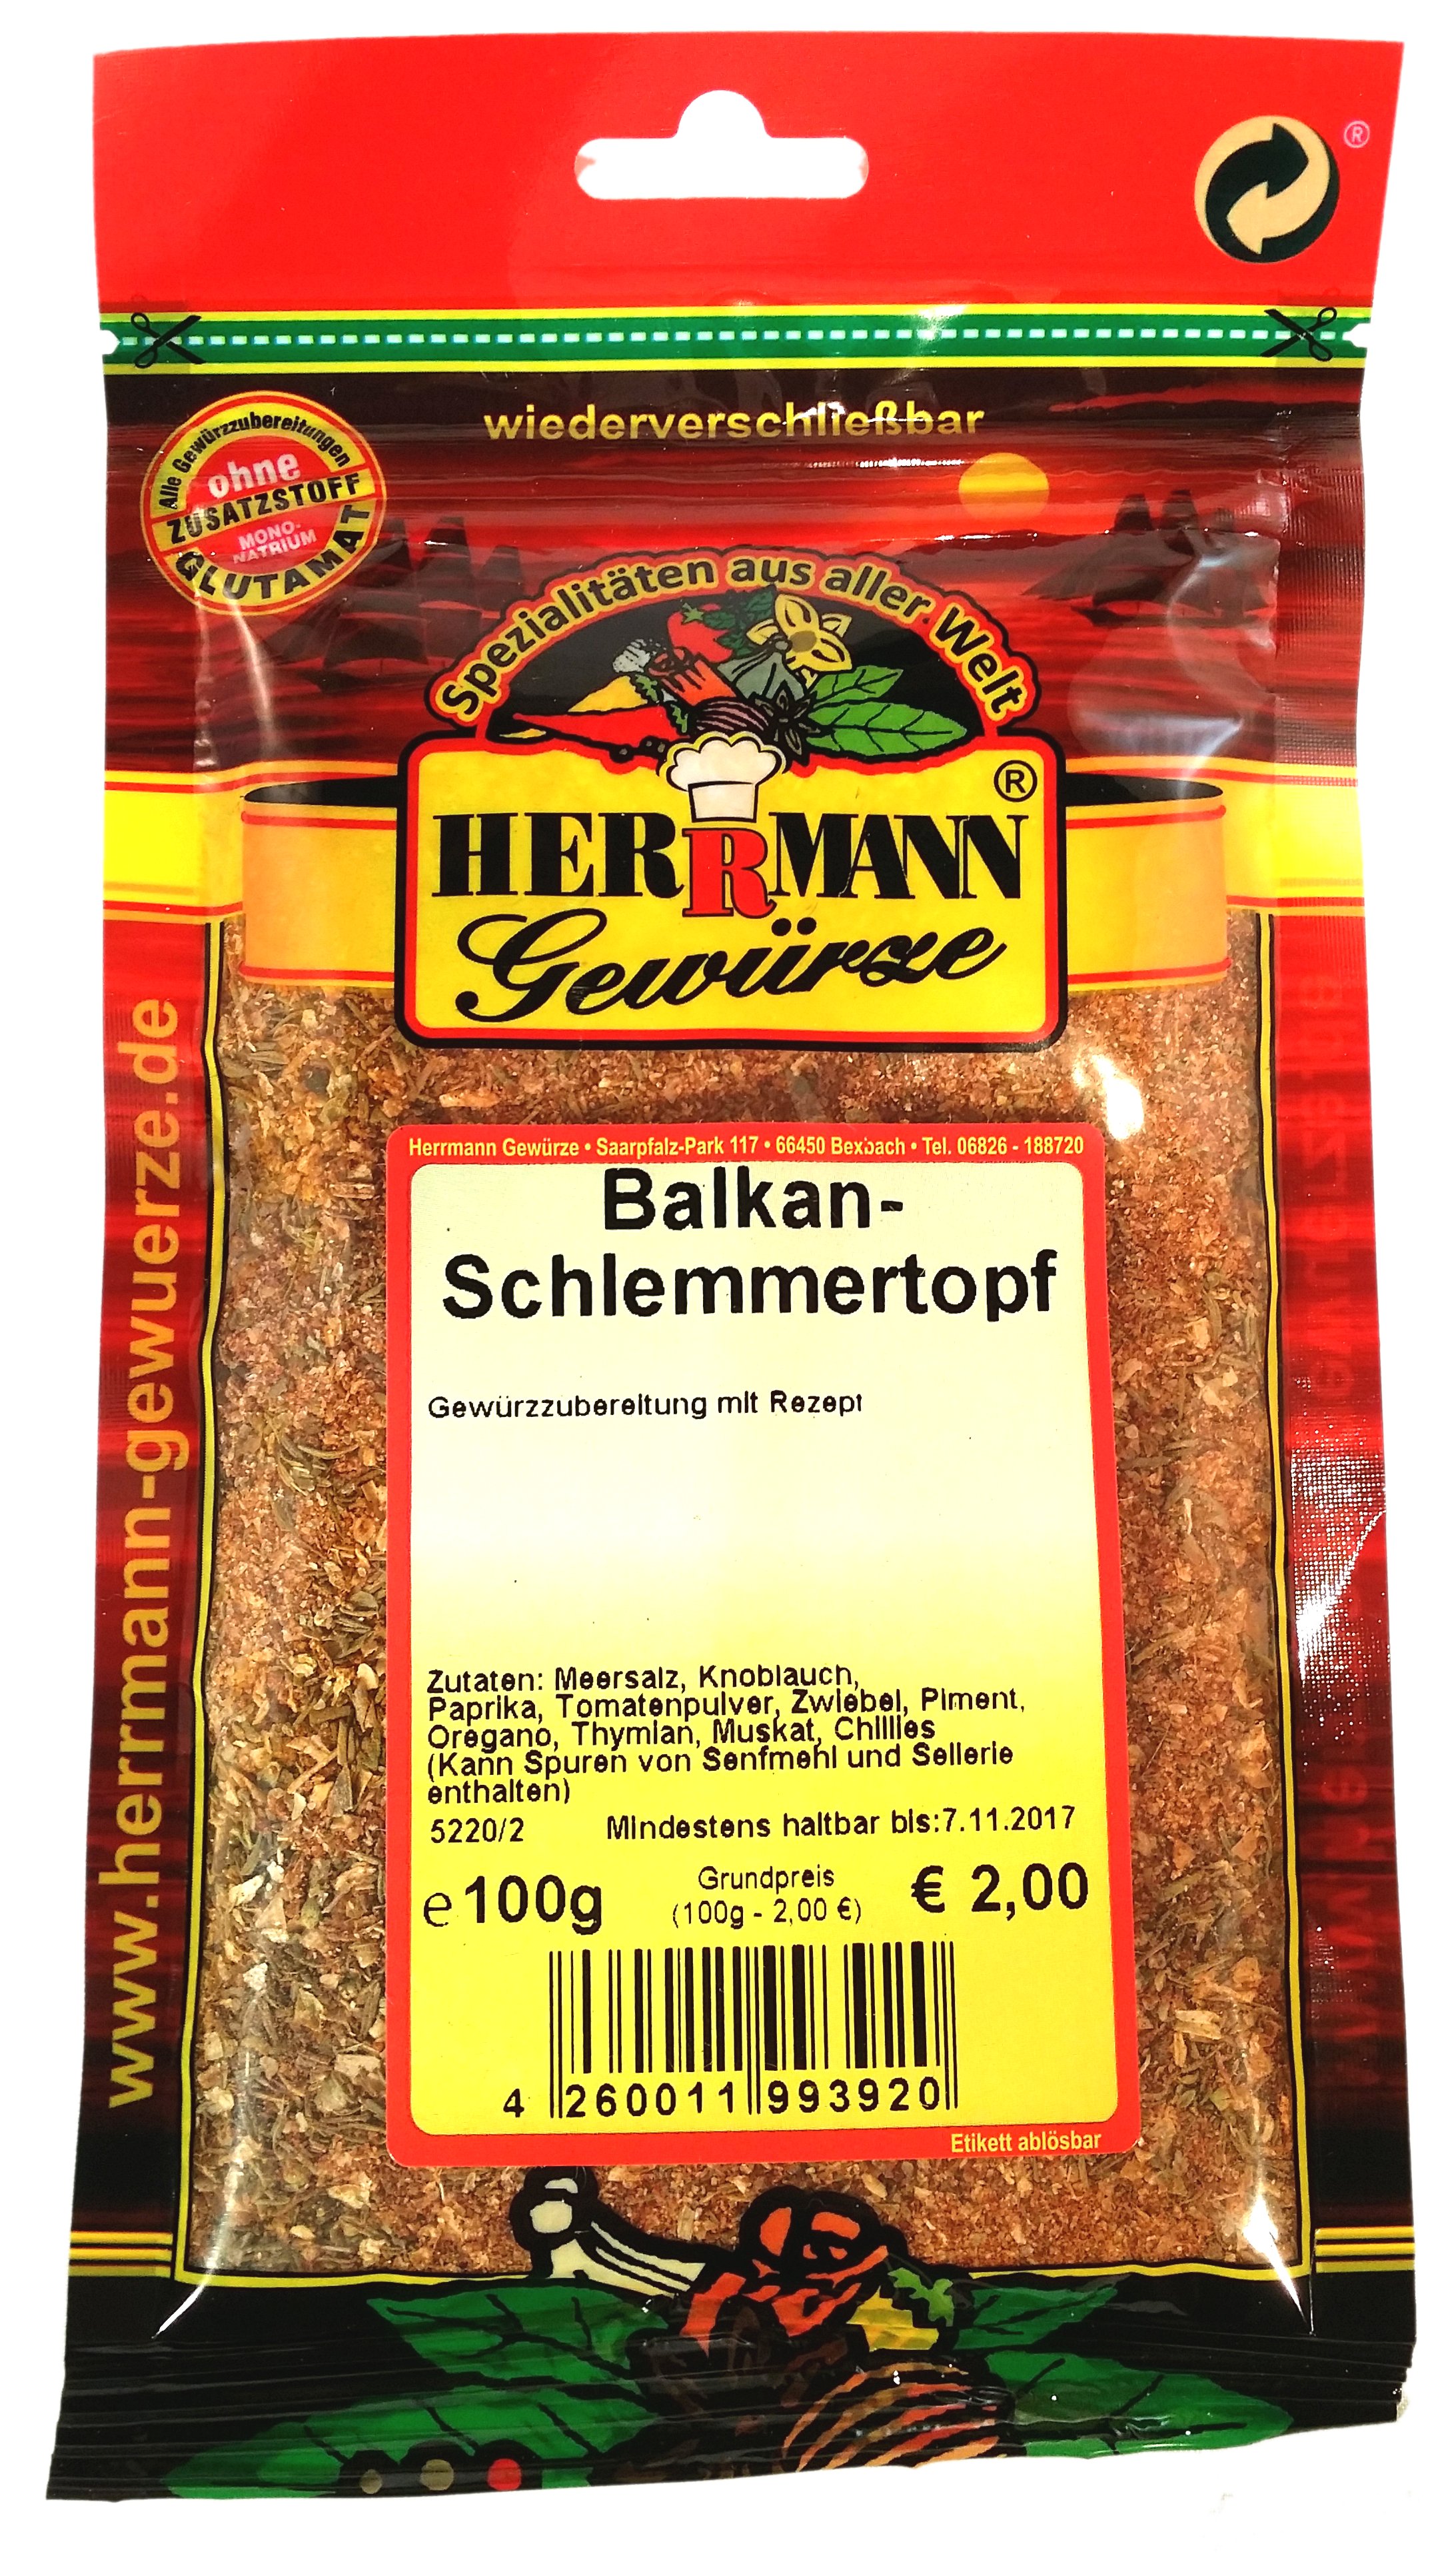 ®
wiederverschließbar
Alle Gewürzzubereitungen
ohne
ZUSATZSTOFF
MONO-
NATRIUM
GLUTAMAT
Spezialitäten aus aller Welt
®
HERRMANN
Gewürze
www.herrmann-gewuerze.de
Herrmann Gewürze • Saarpfalz-Park 117 • 66450 Bexbach • Tel. 06826 - 188720
Balkan-
Schlemmertopf
Gewürzzubereitung mit Rezept
Zutaten: Meersalz, Knoblauch,
Paprika, Tomatenpulver, Zwiebel, Piment,
Oregano, Thymian, Muskat, Chillies
(Kann Spuren von Senfmehl und Sellerie
enthalten)
5220/2 Mindestens haltbar bis:7.11.2017
e 100g Grundpreis € 2,00
(100g - 2,00 €)
4 260011 993920
Etikett ablösbar